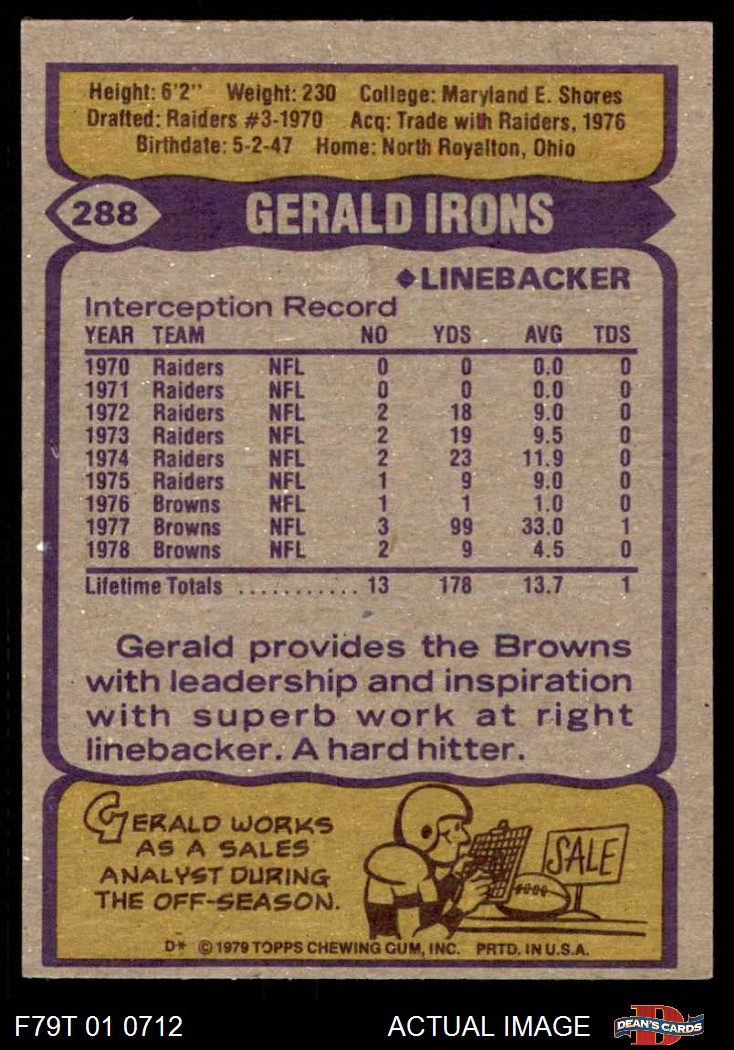 Height: 6'2" Weight: 230 College: Maryland E. Shores
Drafted: Raiders #3-1970 Acq: Trade with Raiders, 1976
Birthdate: 5-2-47 Home: North Royalton, Ohio
288 GERALD IRONS
◆LINEBACKER
Interception Record
YEAR TEAM NO YDS AVG TDS
1970 Raiders NFL 0 0 0.0 0
1971 Raiders NFL 0 0 0.0 0
1972 Raiders NFL 2 18 9.0 0
1973 Raiders NFL 2 19 9.5 0
1974 Raiders NFL 2 23 11.9 0
1975 Raiders NFL 1 9 9.0 0
1976 Browns NFL 1 1 1.0 0
1977 Browns NFL 3 99 33.0 1
1978 Browns NFL 2 9 4.5 0
Lifetime Totals ........... 13 178 13.7 1
Gerald provides the Browns
with leadership and inspiration
with superb work at right
linebacker. A hard hitter.
GERALD WORKS
AS A SALES
ANALYST DURING
THE OFF-SEASON.
SALE
D* © 1979 TOPPS CHEWING GUM, INC. PRTD. IN U.S.A.
F79T 01 0712 ACTUAL IMAGE D DEAN'S CARDS